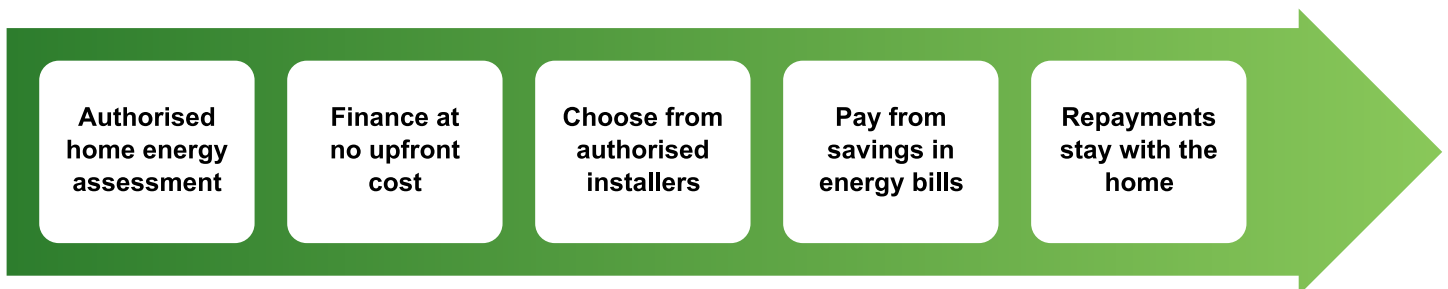 Authorised
home energy
assessment
Finance at
no upfront
cost
Choose from
authorised
installers
Pay from
savings in
energy bills
Repayments
stay with the
home